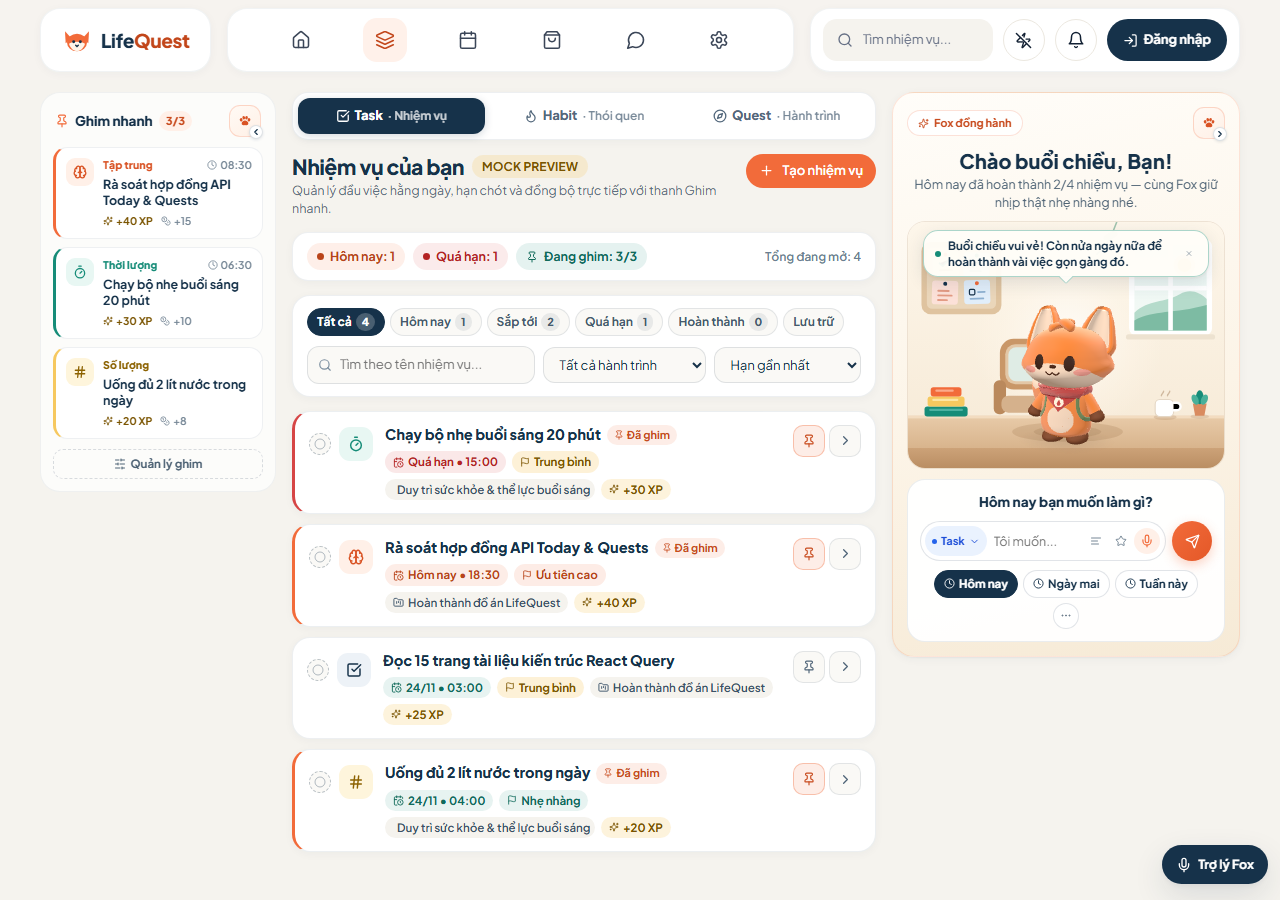 LifeQuest
Tìm nhiệm vụ...
Đăng nhập
Ghim nhanh 3/3
Tập trung 08:30
Rà soát hợp đồng API
Today & Quests
+40 XP +15
Thời lượng 06:30
Chạy bộ nhẹ buổi sáng
20 phút
+30 XP +10
Số lượng
Uống đủ 2 lít nước trong
ngày
+20 XP +8
Quản lý ghim
Task · Nhiệm vụ
Habit · Thói quen
Quest · Hành trình
Nhiệm vụ của bạn MOCK PREVIEW
Quản lý đầu việc hằng ngày, hạn chót và đồng bộ trực tiếp với thanh Ghim
nhanh.
+ Tạo nhiệm vụ
Hôm nay: 1 Quá hạn: 1 Đang ghim: 3/3 Tổng đang mở: 4
Tất cả 4 Hôm nay 1 Sắp tới 2 Quá hạn 1 Hoàn thành 0 Lưu trữ
Tìm theo tên nhiệm vụ... Tất cả hành trình Hạn gần nhất
Chạy bộ nhẹ buổi sáng 20 phút Đã ghim
Quá hạn • 15:00 Trung bình
Duy trì sức khỏe & thể lực buổi sáng +30 XP
Rà soát hợp đồng API Today & Quests Đã ghim
Hôm nay • 18:30 Ưu tiên cao
Hoàn thành đồ án LifeQuest +40 XP
Đọc 15 trang tài liệu kiến trúc React Query
24/11 • 03:00 Trung bình Hoàn thành đồ án LifeQuest
+25 XP
Uống đủ 2 lít nước trong ngày Đã ghim
24/11 • 04:00 Nhẹ nhàng
Duy trì sức khỏe & thể lực buổi sáng +20 XP
Fox đồng hành
Chào buổi chiều, Bạn!
Hôm nay đã hoàn thành 2/4 nhiệm vụ — cùng Fox giữ
nhịp thật nhẹ nhàng nhé.
Buổi chiều vui vẻ! Còn nửa ngày nữa để
hoàn thành vài việc gọn gàng đó.
Hôm nay bạn muốn làm gì?
Task Tôi muốn...
Hôm nay Ngày mai Tuần này
...
Trợ lý Fox